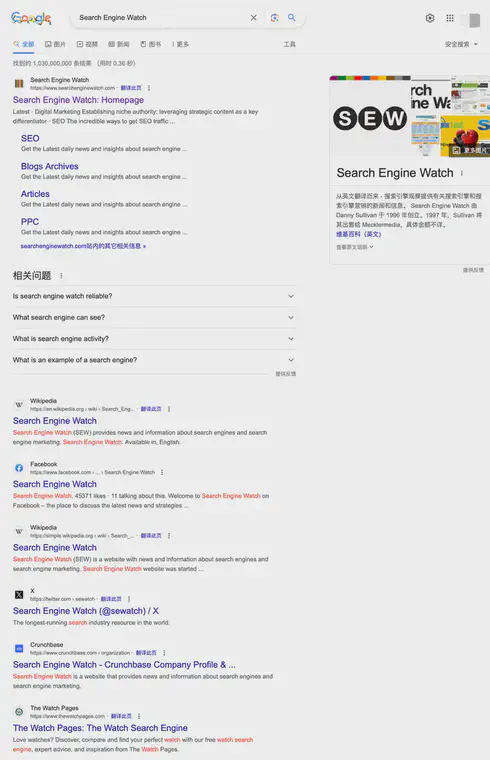 Google
Search Engine Watch
全部
图片
视频
新闻
图书
更多
工具
安全搜索
找到约 1,030,000,000 条结果 （用时 0.36 秒）
Search Engine Watch
https://www.searchenginewatch.com · 翻译此页
Search Engine Watch: Homepage
Latest · Digital Marketing Establishing niche authority: leveraging strategic content as a key
differentiator · SEO The incredible ways to get SEO traffic ...
SEO
Get the Latest daily news and insights about search engine ...
Blogs Archives
Get the Latest daily news and insights about search engine ...
Articles
Get the Latest daily news and insights about search engine ...
PPC
Get the Latest daily news and insights about search engine ...
searchenginewatch.com站内的其它相关信息 »
相关问题
Is search engine watch reliable?
What search engine can see?
What is search engine activity?
What is an example of a search engine?
提供反馈
Wikipedia
https://en.wikipedia.org › wiki › Search_Eng... · 翻译此页
Search Engine Watch
Search Engine Watch (SEW) provides news and information about search engines and search
engine marketing. Search Engine Watch. Available in, English.
Facebook
https://www.facebook.com › ... › Search Engine Watch
Search Engine Watch
Search Engine Watch. 45371 likes · 11 talking about this. Welcome to Search Engine Watch on
Facebook – the place to discuss the latest news and strategies ...
Wikipedia
https://simple.wikipedia.org › wiki › Search_... · 翻译此页
Search Engine Watch
Search Engine Watch (SEW) is a website with news and information about search engines and
search engine marketing. Search Engine Watch website was started ...
X
https://twitter.com › sewatch · 翻译此页
Search Engine Watch (@sewatch) / X
The longest-running search industry resource in the world.
Crunchbase
https://www.crunchbase.com › organization · 翻译此页
Search Engine Watch - Crunchbase Company Profile & ...
Search Engine Watch is a website that provides news and information about search engines and
search engine marketing.
The Watch Pages
https://www.thewatchpages.com · 翻译此页
The Watch Pages: The Watch Search Engine
Love watches? Discover, compare and find your perfect watch with our free watch search
engine, expert advice, and inspiration from The Watch Pages.
SEW
更多图片
Search Engine Watch
从英文翻译而来 - 搜索引擎观察提供有关搜索引擎和搜
索引擎营销的新闻和信息。 Search Engine Watch 由
Danny Sullivan 于 1996 年创立。1997，Sullivan 将
其出售给 Mecklermedia，具体金额不详。
维基百科（英文）
查看原文说明
提供反馈